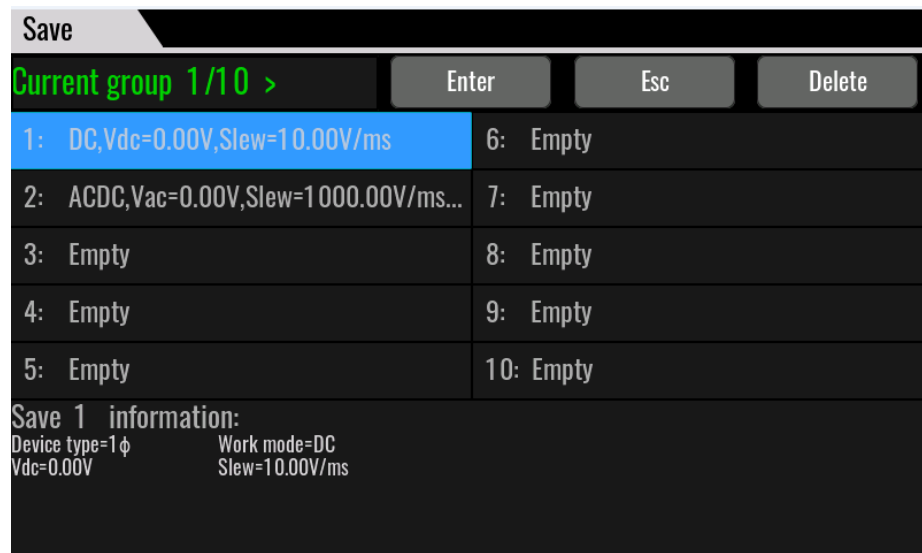 Save
Current group 1/10 > Enter Esc Delete
1: DC,Vdc=0.00V,Slew=10.00V/ms
2: ACDC,Vac=0.00V,Slew=1000.00V/ms...
3: Empty
4: Empty
5: Empty
6: Empty
7: Empty
8: Empty
9: Empty
10: Empty
Save 1 information:
Device type=1ϕ Work mode=DC
Vdc=0.00V Slew=10.00V/ms